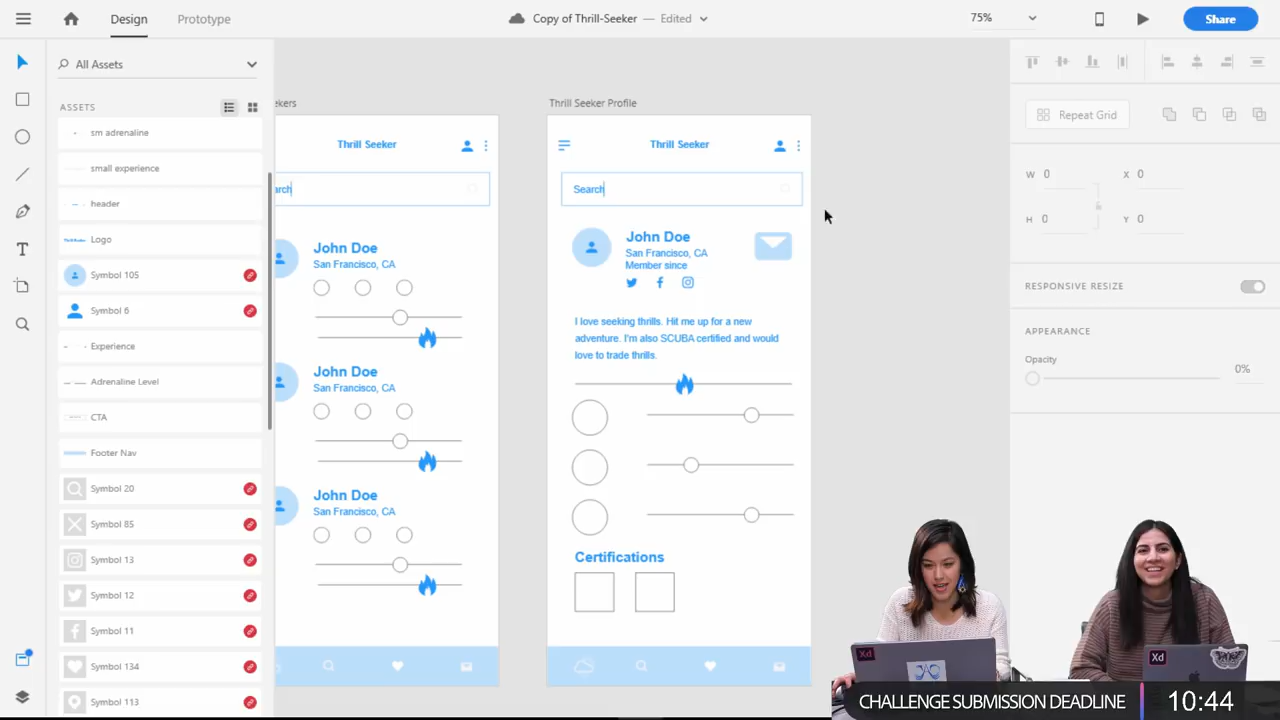 Design
Prototype
Copy of Thrill-Seeker — Edited
75%
Share
All Assets
ASSETS
sm adrenaline
small experience
header
Thrill Seeker
Logo
Symbol 105
Symbol 6
Experience
Adrenaline Level
CTA
Footer Nav
Symbol 20
Symbol 85
Symbol 13
Symbol 12
Symbol 11
Symbol 134
Symbol 113
ekers
Thrill Seeker
arch
John Doe
San Francisco, CA
John Doe
San Francisco, CA
John Doe
San Francisco, CA
Thrill Seeker Profile
Thrill Seeker
Search
John Doe
San Francisco, CA
Member since
I love seeking thrills. Hit me up for a new
adventure. I'm also SCUBA certified and would
love to trade thrills.
Certifications
Repeat Grid
W 0
X 0
H 0
Y 0
RESPONSIVE RESIZE
APPEARANCE
Opacity
0%
Xd
Xd
CHALLENGE SUBMISSION DEADLINE
10:44